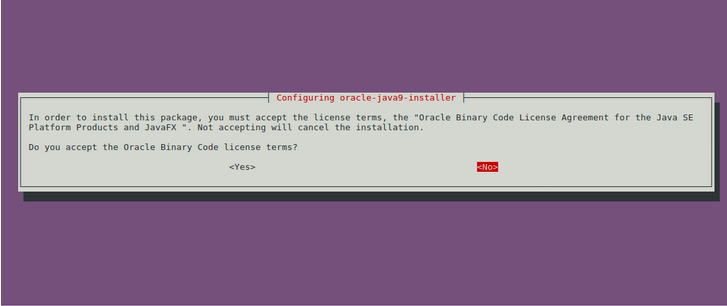 Configuring oracle-java9-installer
In order to install this package, you must accept the license terms, the "Oracle Binary Code License Agreement for the Java SE
Platform Products and JavaFX ". Not accepting will cancel the installation.
Do you accept the Oracle Binary Code license terms?
<Yes> <No>